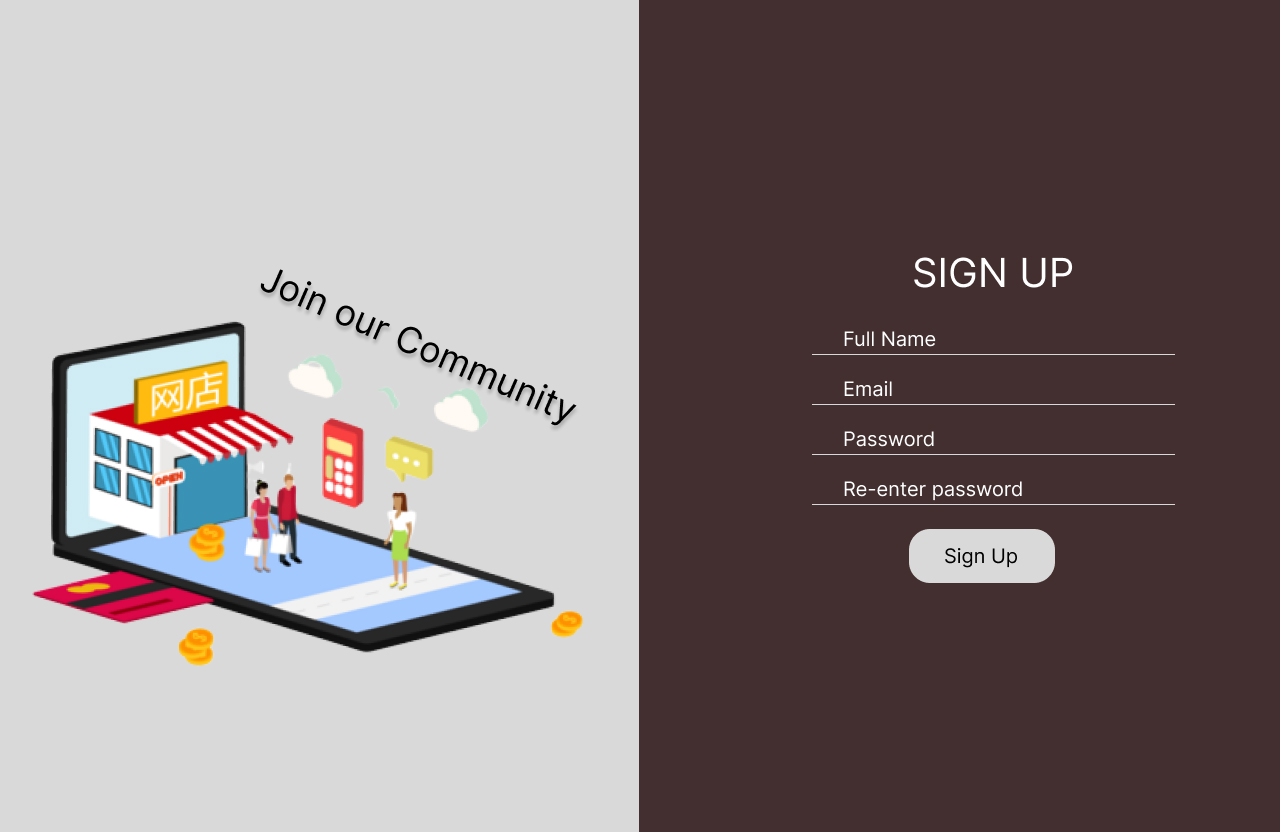 Join our Community
网店
OPEN
SIGN UP
Full Name
Email
Password
Re-enter password
Sign Up